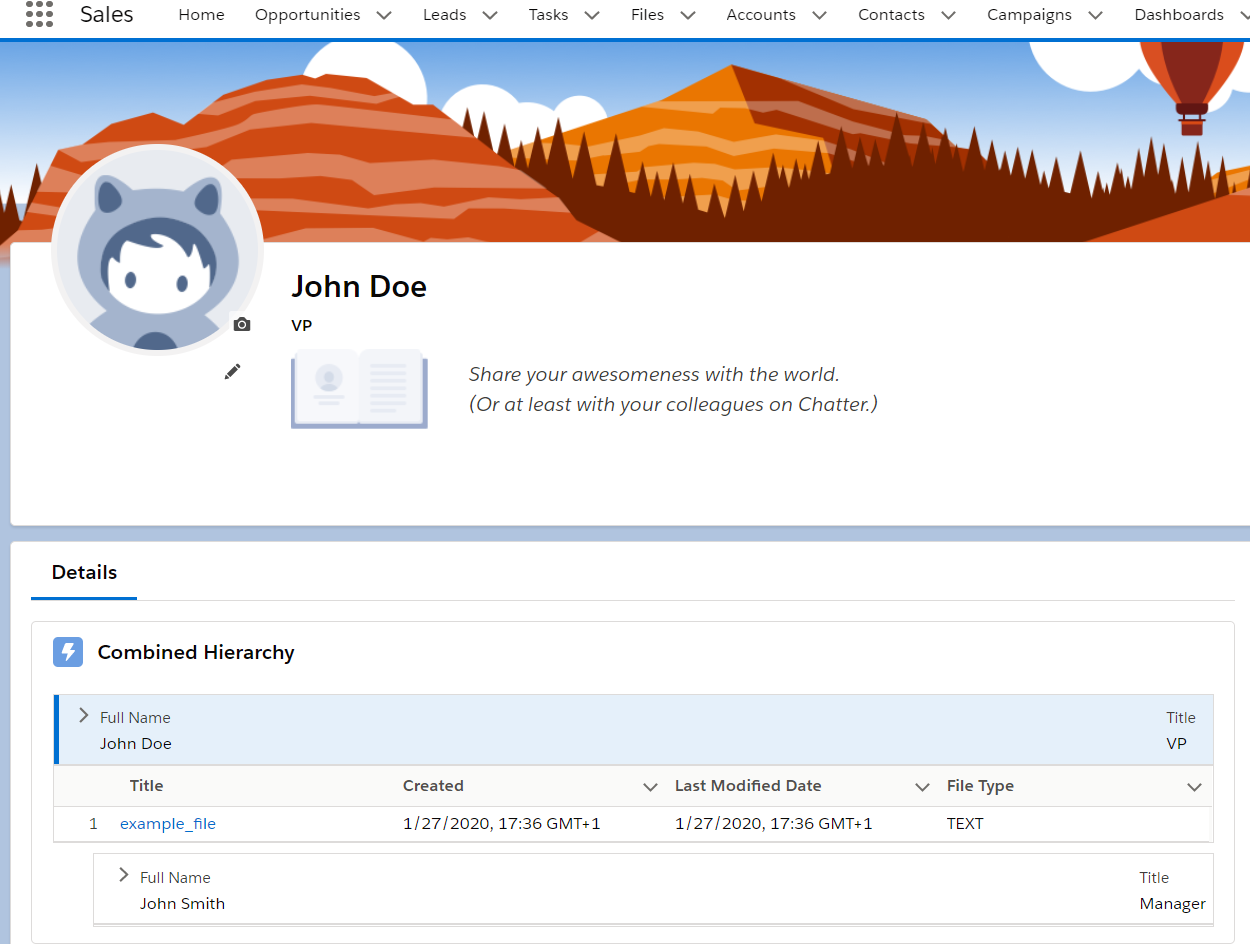 Sales Home Opportunities Leads Tasks Files Accounts Contacts Campaigns Dashboards
John Doe
VP
Share your awesomeness with the world.
(Or at least with your colleagues on Chatter.)
Details
Combined Hierarchy
Full Name Title
John Doe VP
Title Created Last Modified Date File Type
1 example_file 1/27/2020, 17:36 GMT+1 1/27/2020, 17:36 GMT+1 TEXT
Full Name Title
John Smith Manager